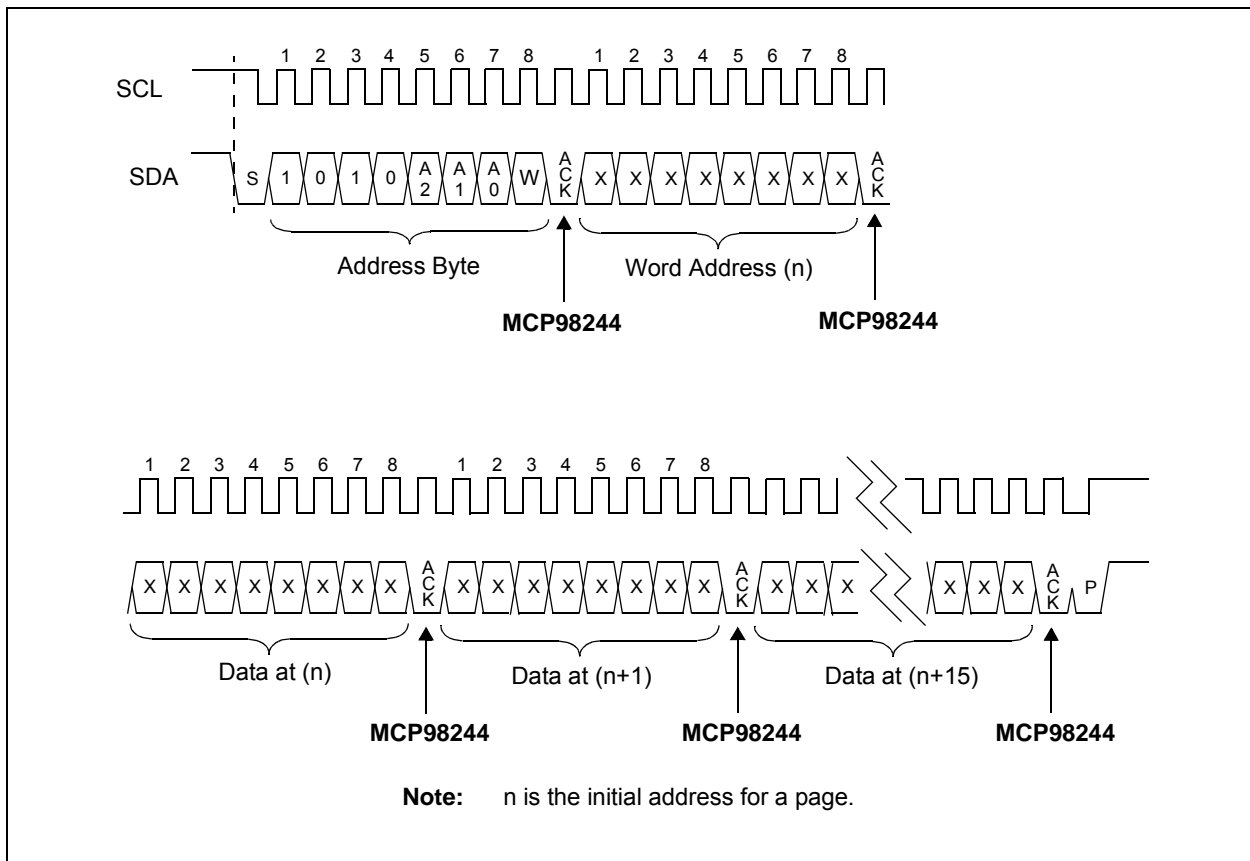 1 2 3 4 5 6 7 8 1 2 3 4 5 6 7 8
SCL
SDA S 1 0 1 0 A2 A1 A0 W ACK X X X X X X X X ACK
Address Byte Word Address (n)
MCP98244 MCP98244
1 2 3 4 5 6 7 8 1 2 3 4 5 6 7 8
X X X X X X X X ACK X X X X X X X X ACK X X X X X X ACK P
Data at (n) Data at (n+1) Data at (n+15)
MCP98244 MCP98244 MCP98244
Note: n is the initial address for a page.